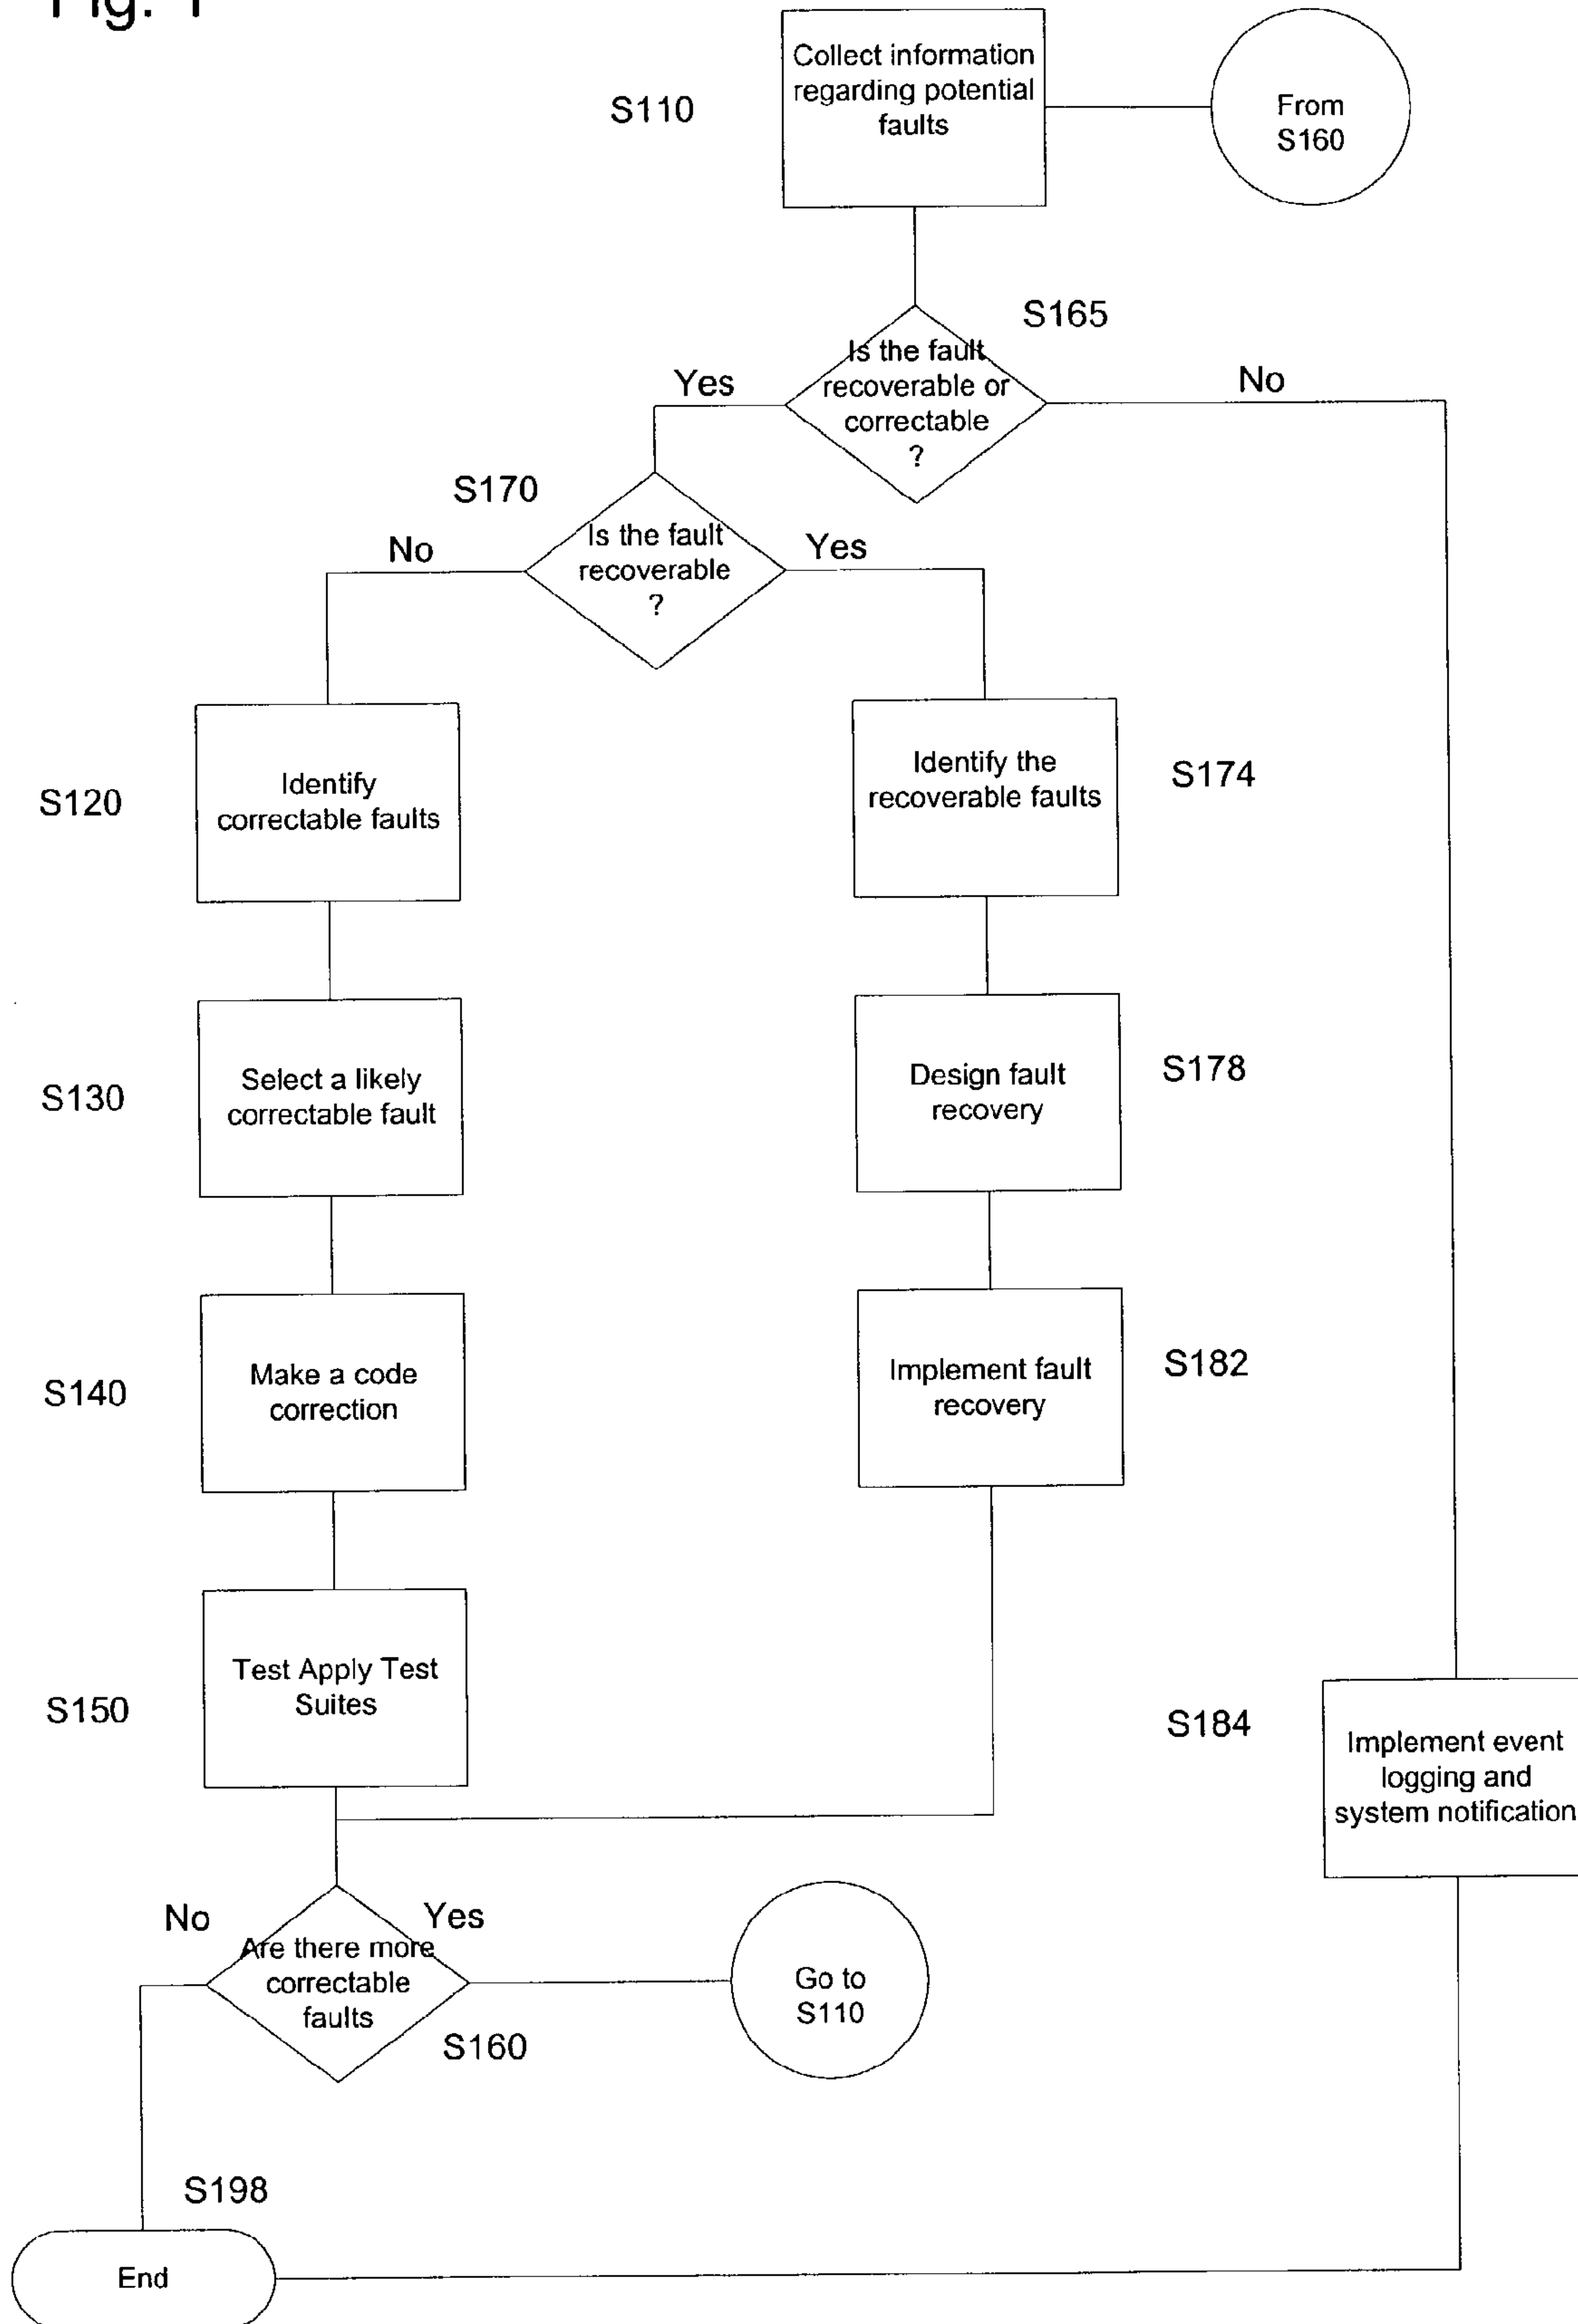 Fig. 1
Collect information
regarding potential
faults
S110
From
S160
S165
Is the fault
recoverable or
correctable
?
Yes
No
S170
Is the fault
recoverable
?
No
Yes
Identify
correctable faults
S120
Identify the
recoverable faults
S174
Select a likely
correctable fault
S130
Design fault
recovery
S178
Make a code
correction
S140
Implement fault
recovery
S182
Test Apply Test
Suites
S150
S184
Implement event
logging and
system notification
No
Yes
Are there more
correctable
faults
S160
Go to
S110
S198
End